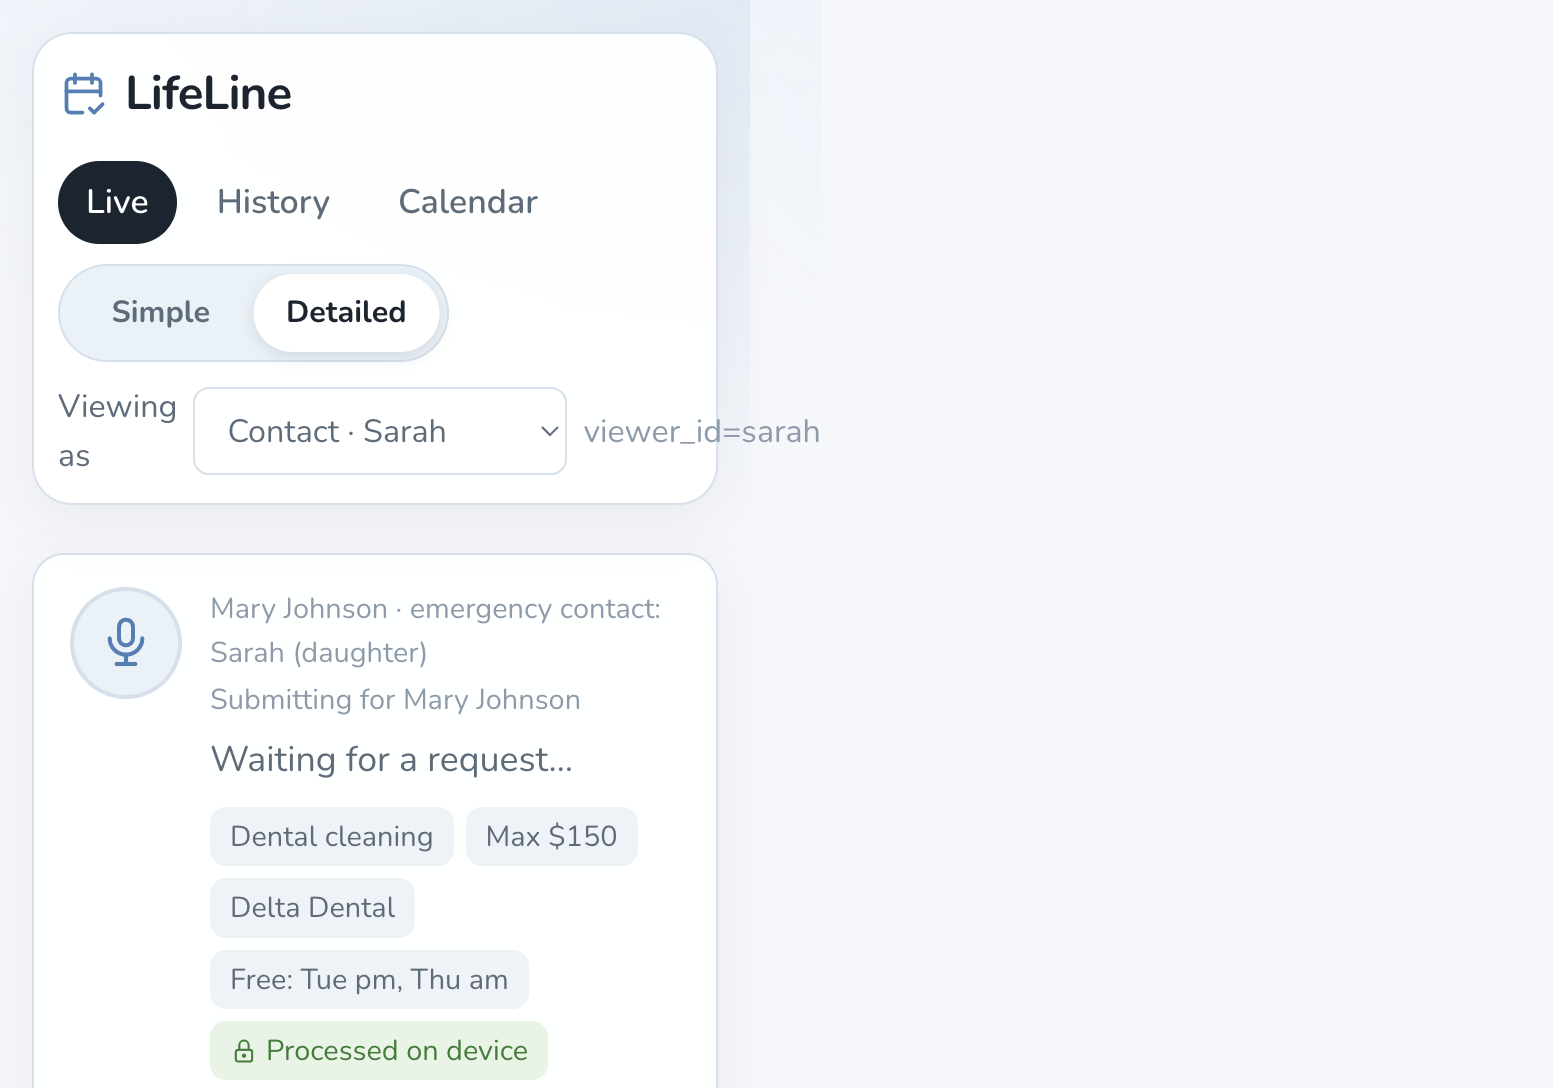 LifeLine
Live History Calendar
Simple Detailed
Viewing as
Contact · Sarah
viewer_id=sarah
Mary Johnson · emergency contact:
Sarah (daughter)
Submitting for Mary Johnson
Waiting for a request...
Dental cleaning Max $150
Delta Dental
Free: Tue pm, Thu am
Processed on device